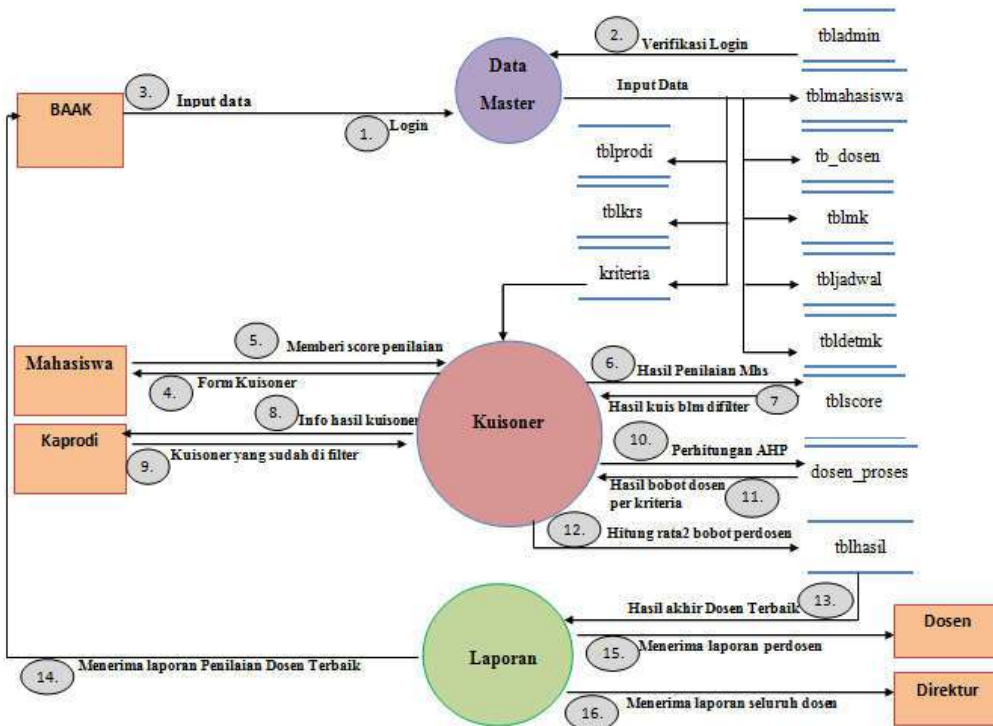 2.
Verifikasi Login
tbladmin
Data
Master
3.
Input data
BAAK
1.
Login
Input Data
tblmahasiswa
tblprodi
tb_dosen
tblkrs
tblmk
kriteria
tbljadwal
tbldetmk
5.
Memberi score penilaian
Mahasiswa
4.
Form Kuisoner
6.
Hasil Penilaian Mhs
Hasil kuis blm difilter
7
tblscore
8.
Info hasil kuisoner
Kuisoner
Kaprodi
9.
Kuisoner yang sudah di filter
10.
Perhitungan AHP
dosen_proses
Hasil bobot dosen
per kriteria
11.
12.
Hitung rata2 bobot perdosen
tblhasil
Hasil akhir Dosen Terbaik
13.
Laporan
Dosen
15.
Menerima laporan perdosen
14.
Menerima laporan Penilaian Dosen Terbaik
Direktur
16.
Menerima laporan seluruh dosen